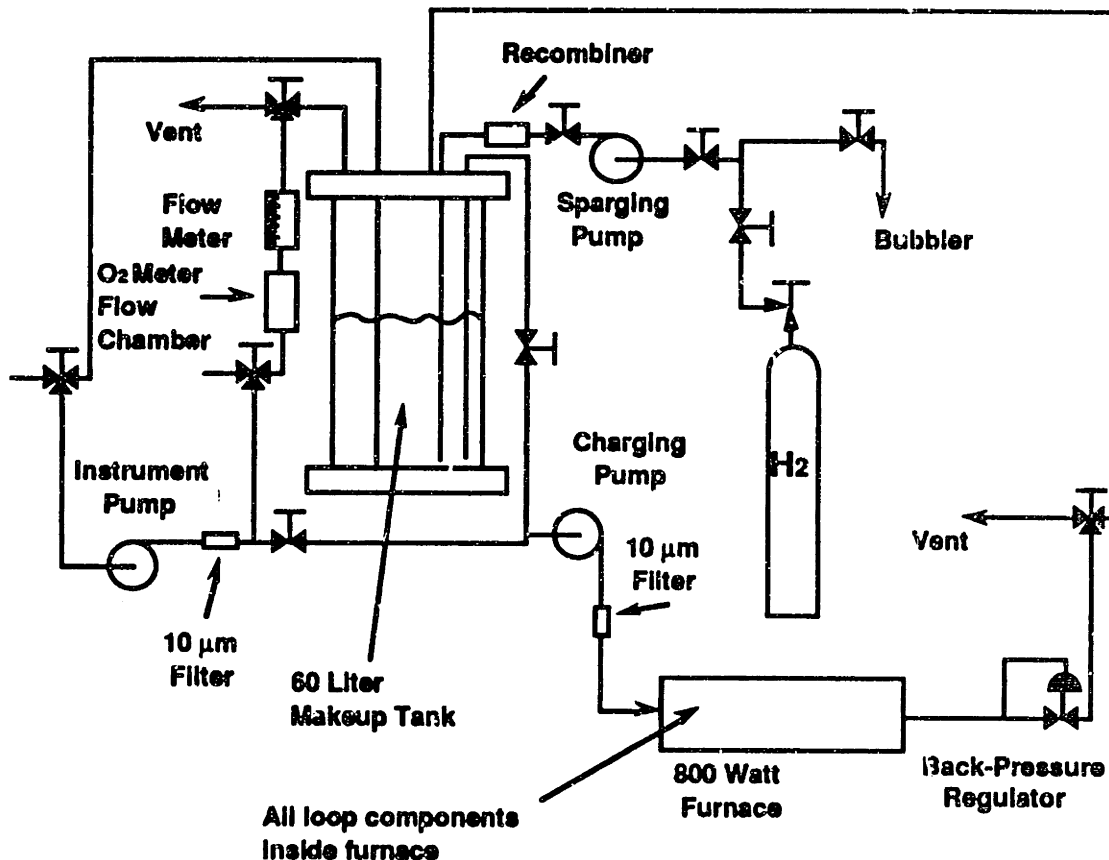 Recombiner
Vent
Flow
Meter
Sparging
Pump
Bubbler
O2 Meter
Flow
Chamber
H2
Instrument
Pump
Charging
Pump
10 μm
Filter
Vent
10 μm
Filter
60 Liter
Makeup Tank
800 Watt
Furnace
Back-Pressure
Regulator
All loop components
inside furnace